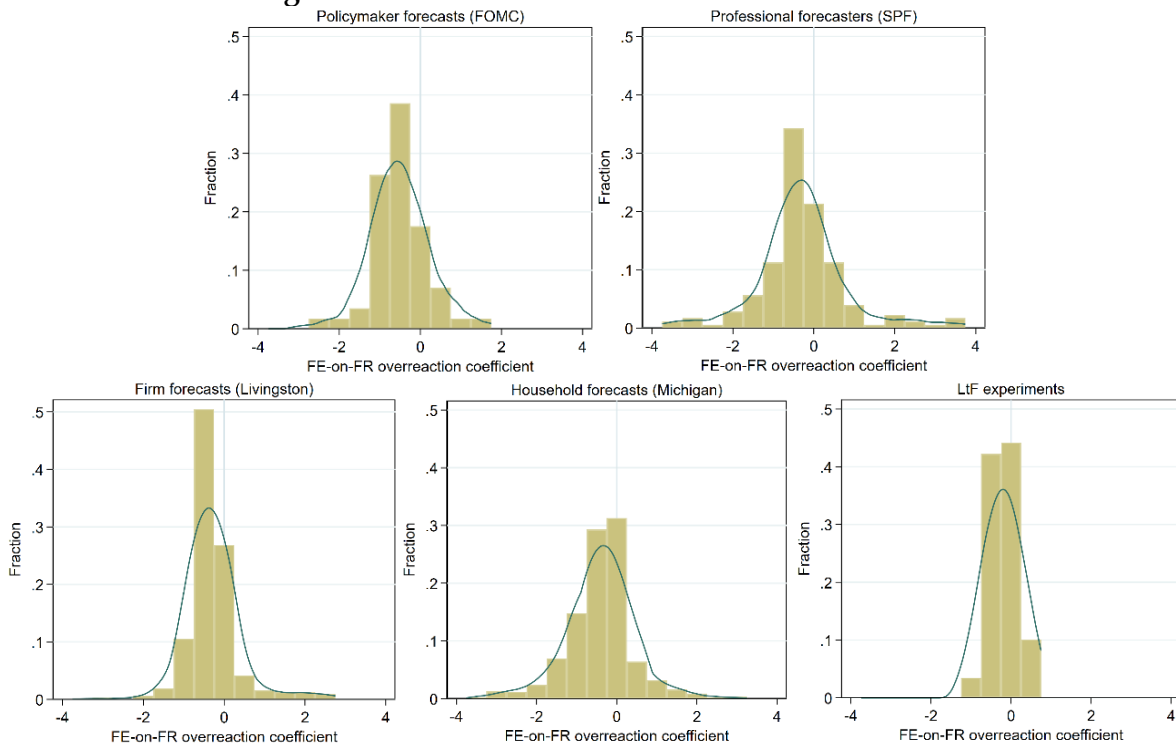 Policymaker forecasts (FOMC)
Professional forecasters (SPF)
.5
.4
.3
.2
.1
0
Fraction
-4 -2 0 2 4
FE-on-FR overreaction coefficient
.5
.4
.3
.2
.1
0
Fraction
-4 -2 0 2 4
FE-on-FR overreaction coefficient
Firm forecasts (Livingston)
Household forecasts (Michigan)
LtF experiments
.5
.4
.3
.2
.1
0
Fraction
-4 -2 0 2 4
FE-on-FR overreaction coefficient
.5
.4
.3
.2
.1
0
Fraction
-4 -2 0 2 4
FE-on-FR overreaction coefficient
.5
.4
.3
.2
.1
0
Fraction
-4 -2 0 2 4
FE-on-FR overreaction coefficient